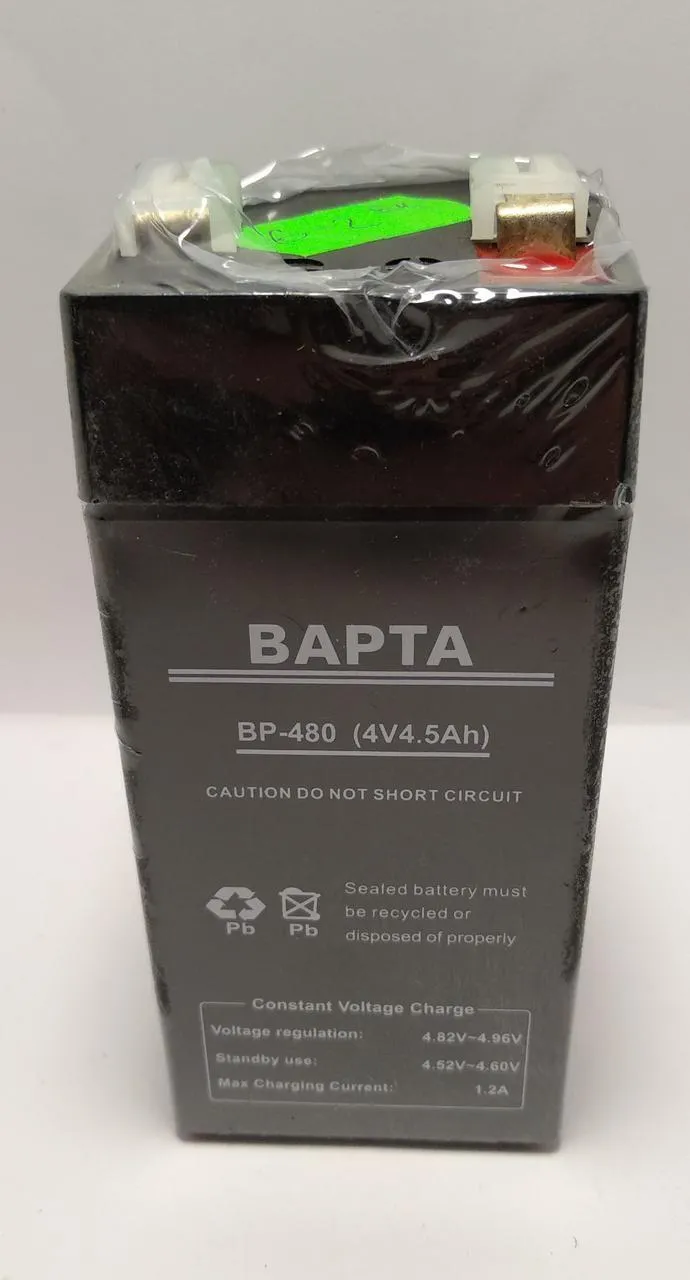 BAPTA
BP-480 (4V4.5Ah)
CAUTION DO NOT SHORT CIRCUIT
Sealed battery must
be recycled or
disposed of properly
Pb Pb
Constant Voltage Charge
Voltage regulation: 4.82V~4.96V
Standby use: 4.52V~4.60V
Max Charging Current: 1.2A